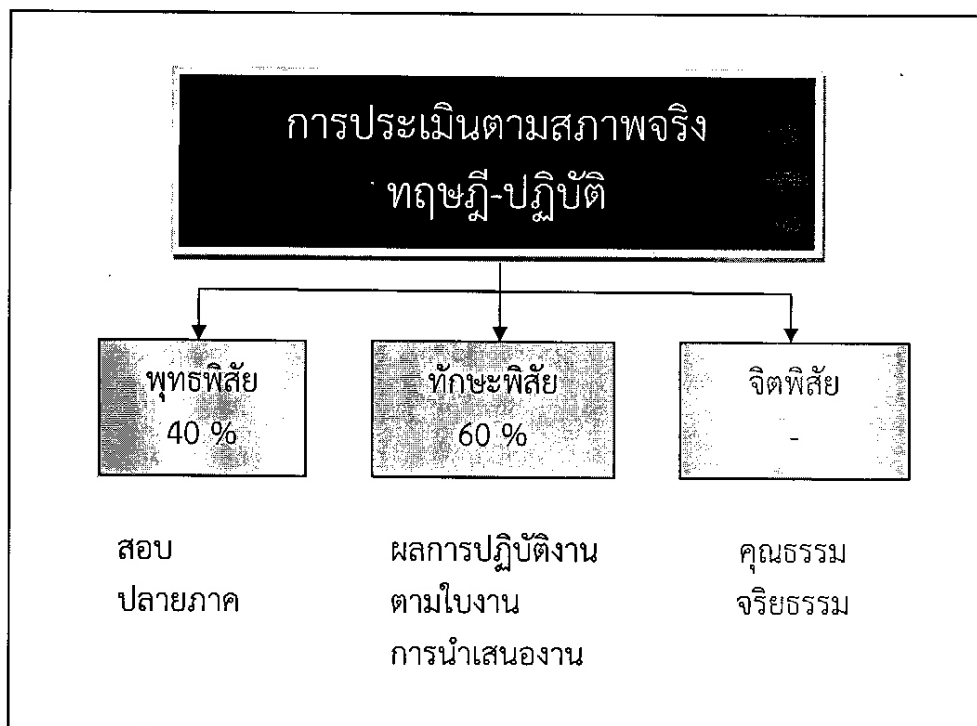 การประเมินตามสภาพจริง
ทฤษฎี-ปฏิบัติ
พุทธพิสัย
40 %
ทักษะพิสัย
60 %
จิตพิสัย
-
สอบ
ปลายภาค
ผลการปฏิบัติงาน
ตามใบงาน
การนำเสนองาน
คุณธรรม
จริยธรรม